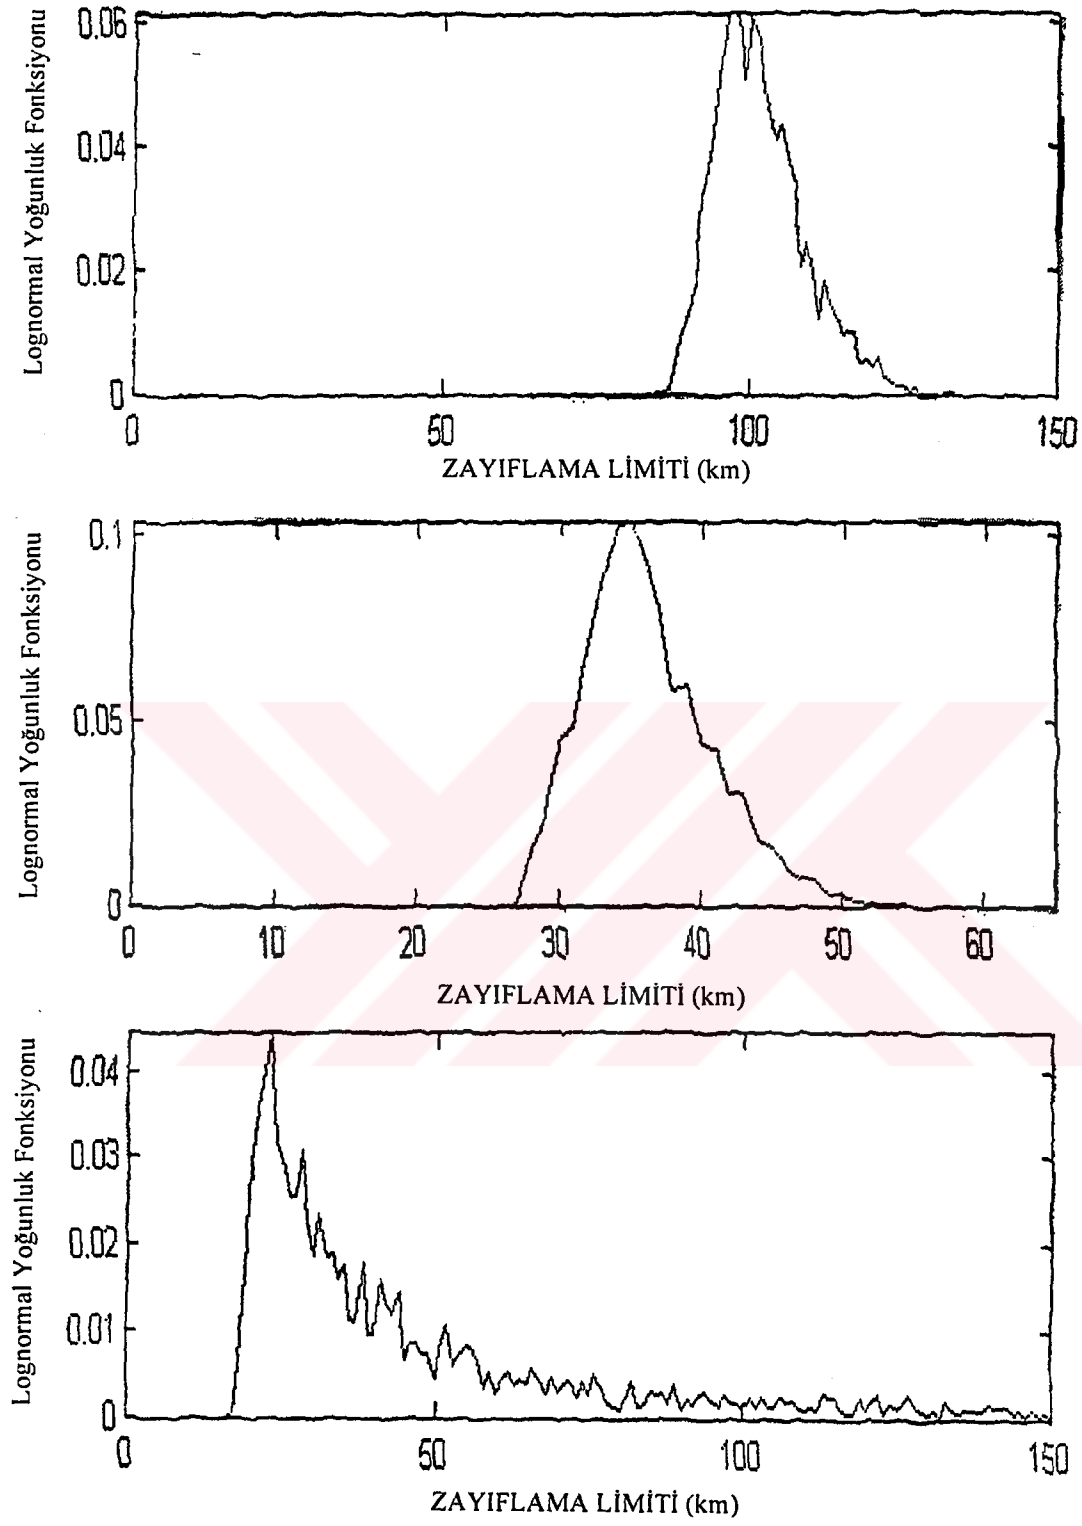 Lognormal Yoğunluk Fonksiyonu
0.06
0.04
0.02
0
0 50 100 150
ZAYIFLAMA LİMİTİ (km)
Lognormal Yoğunluk Fonksiyonu
0.1
0.05
0
0 10 20 30 40 50 60
ZAYIFLAMA LİMİTİ (km)
Lognormal Yoğunluk Fonksiyonu
0.04
0.03
0.02
0.01
0
0 50 100 150
ZAYIFLAMA LİMİTİ (km)